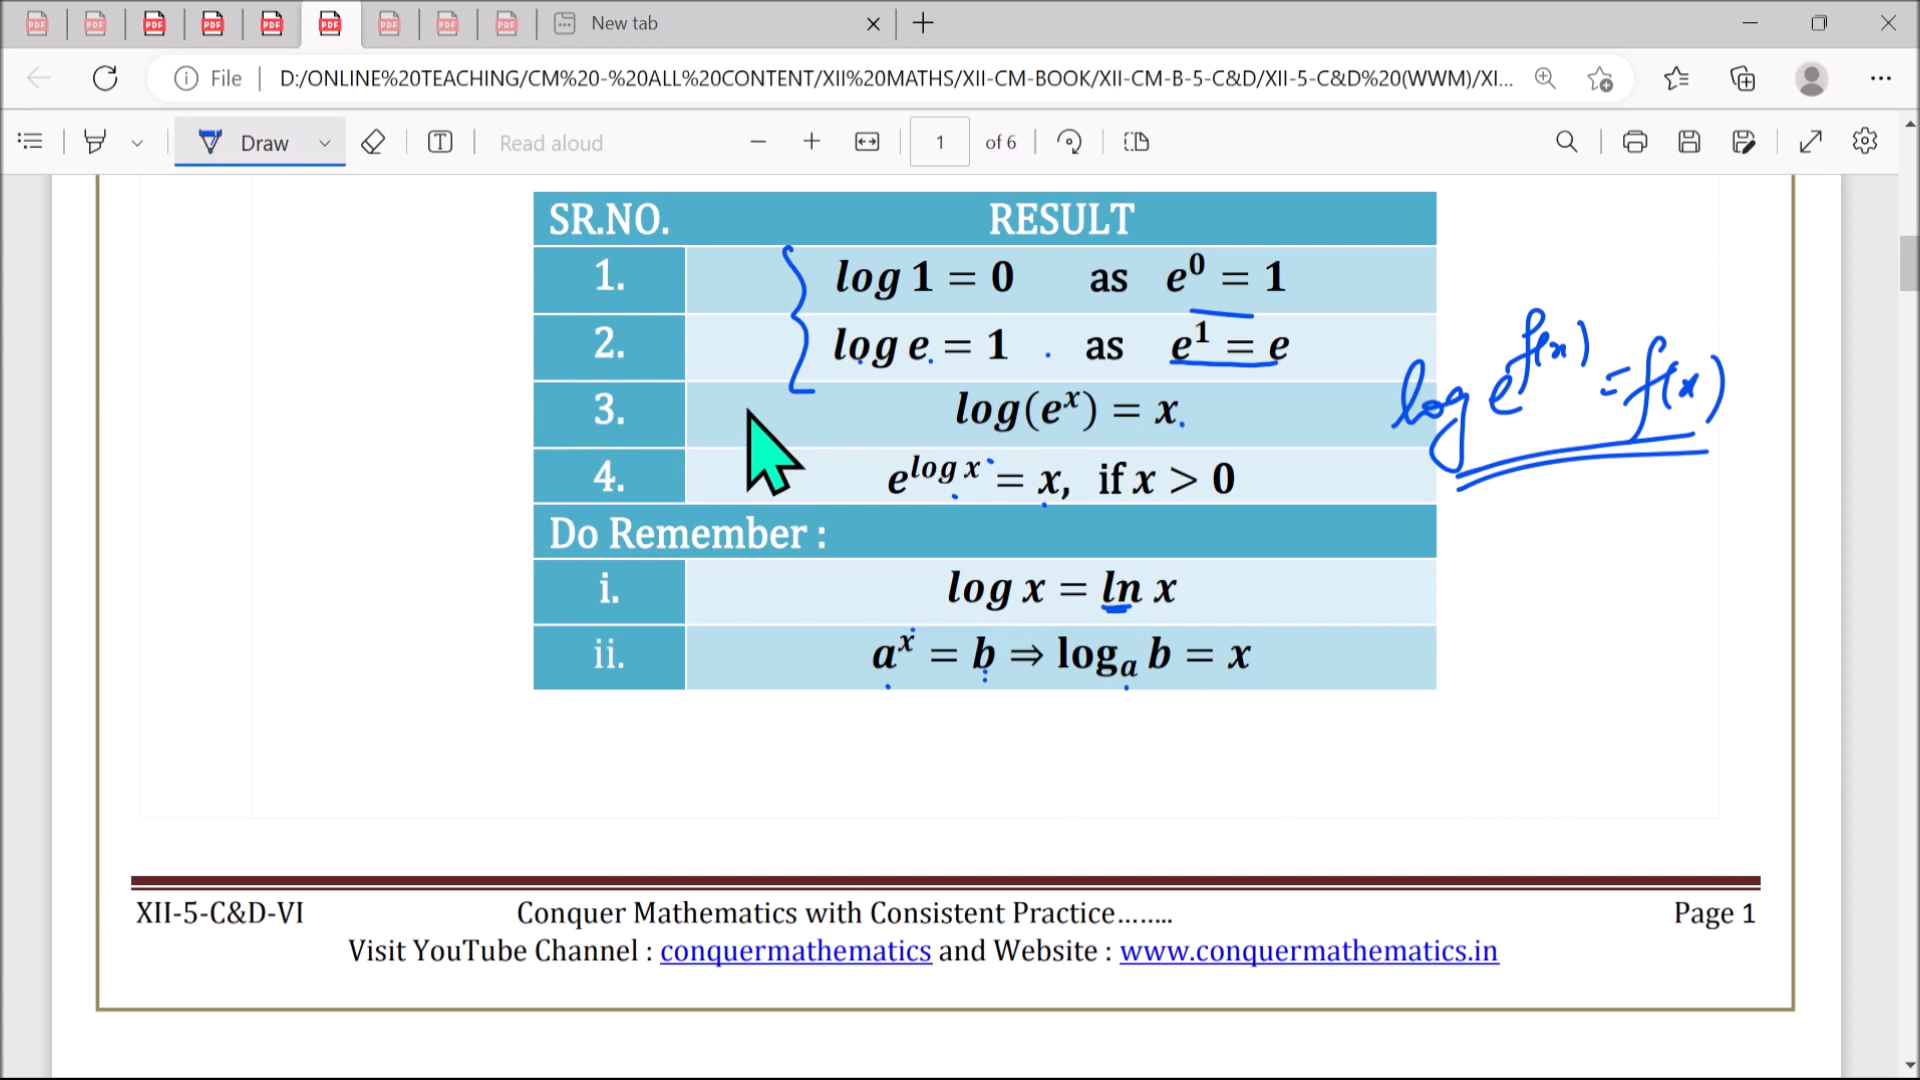 New tab
File
D:/ONLINE%20TEACHING/CM%20-%20ALL%20CONTENT/XII%20MATHS/XII-CM-BOOK/XII-CM-B-5-C&D/XII-5-C&D%20(WWM)/XI...
Draw
Read aloud
1 of 6
SR.NO. RESULT
1. log 1 = 0 as e⁰ = 1
2. log e = 1 as e¹ = e
3. log(eˣ) = x
4. e^{log x} = x, if x > 0
log e^{f(x)} = f(x)
Do Remember :
i. log x = ln x
ii. aˣ = b ⇒ logₐ b = x
XII-5-C&D-VI Conquer Mathematics with Consistent Practice........ Page 1
Visit YouTube Channel : conquermathematics and Website : www.conquermathematics.in